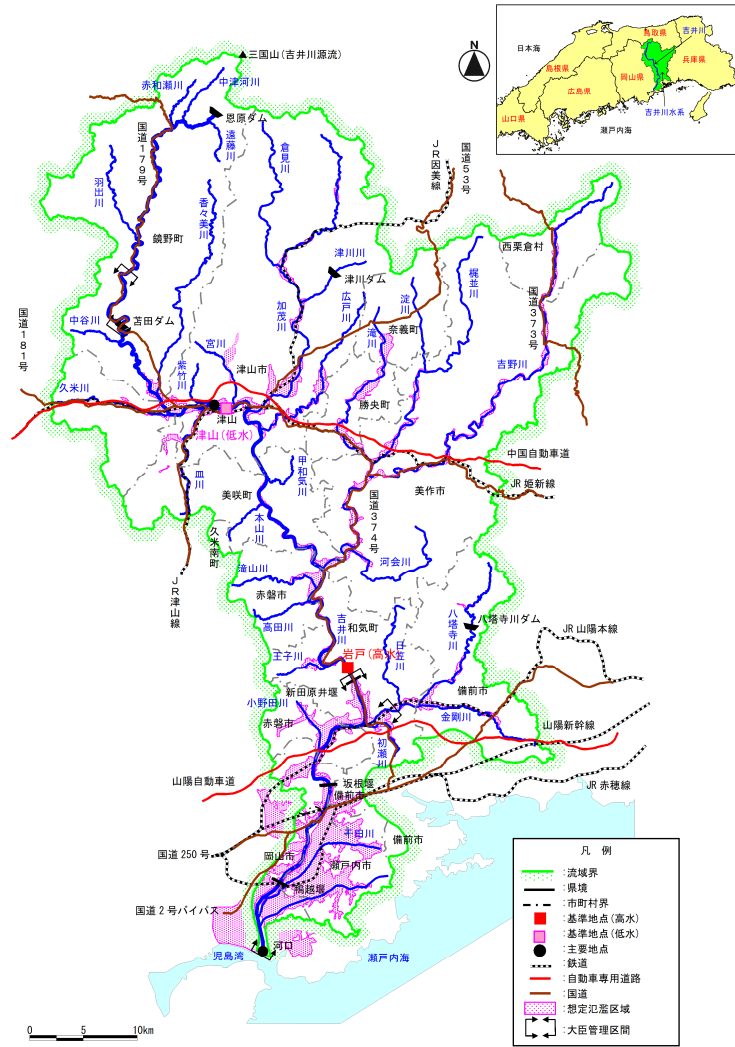 ▲三国山(吉井川源流)
N
日本海
鳥取県
吉井川
島根県
岡山県
兵庫県
広島県
山口県
吉井川水系
瀬戸内海
赤和瀬川
中津河川
恩原ダム
国道179号
遠藤川
倉見川
JR因美線
国道53号
羽出川
香々美川
鏡野町
西粟倉村
津川川
津川ダム
梶並川
加茂川
広戸川
淀川
滝川
奈義町
国道373号
国道181号
中谷川
苫田ダム
宮川
紫竹川
津山市
吉野川
久米川
勝央町
津山
津山(低水)
中国自動車道
皿川
甲和気川
美咲町
国道374号
美作市
JR姫新線
本山川
久米南町
JR津山線
滝山川
河会川
赤磐市
高田川
吉井川
和気町
日笠川
八塔寺川
八塔寺川ダム
JR山陽本線
王子川
岩戸(高水)
新田原井堰
備前市
小野田川
金剛川
赤磐市
山陽新幹線
初瀬川
山陽自動車道
坂根堰
備前市
JR赤穂線
千田川
備前市
国道250号
岡山市
瀬戸内市
鴨越堰
国道2号バイパス
河口
児島湾
瀬戸内海
凡 例
:流域界
:県境
:市町村界
:基準地点(高水)
:基準地点(低水)
:主要地点
:鉄道
:自動車専用道路
:国道
:想定氾濫区域
:大臣管理区間
0 5 10km